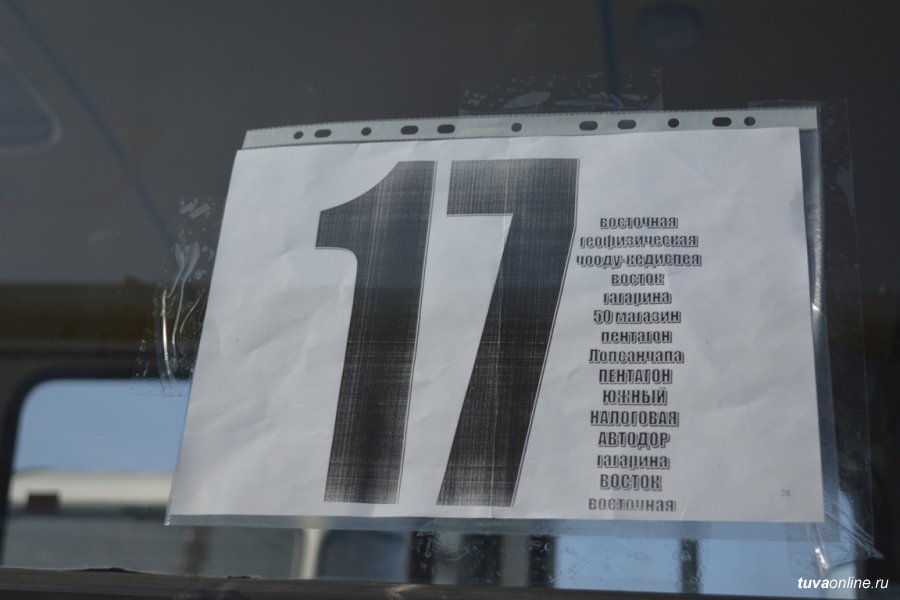 17
восточная
геофизическая
чооду-кедиспея
восток
гагарина
50 магазин
пентагон
Лопсанчапа
ПЕНТАГОН
ЮЖНЫЙ
НАЛОГОВАЯ
АВТОДОР
гагарина
ВОСТОК
восточная
28
tuvaonline.ru